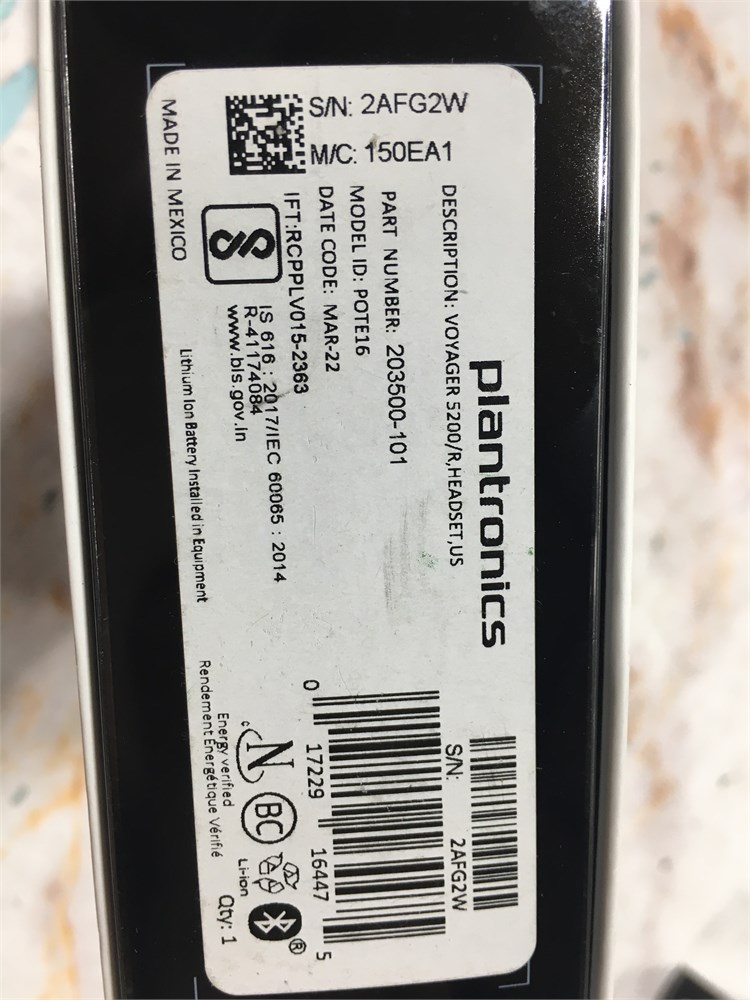 plantronics
DESCRIPTION: VOYAGER 5200/R,HEADSET,US
PART NUMBER: 203500-101
MODEL ID: POTE16
DATE CODE: MAR-22
IFT:RCPPLV015-2363
S/N: 2AFG2W
M/C: 150EA1
IS 616 : 2017/IEC 60065 : 2014
R-41174084
www.bis.gov.in
MADE IN MEXICO
Lithium Ion Battery Installed in Equipment
S/N: 2AFG2W
0 17229 16447 5
c N
BC
Li-ion
®
Energy verified
Rendement Énergétique Vérifié
Qty: 1